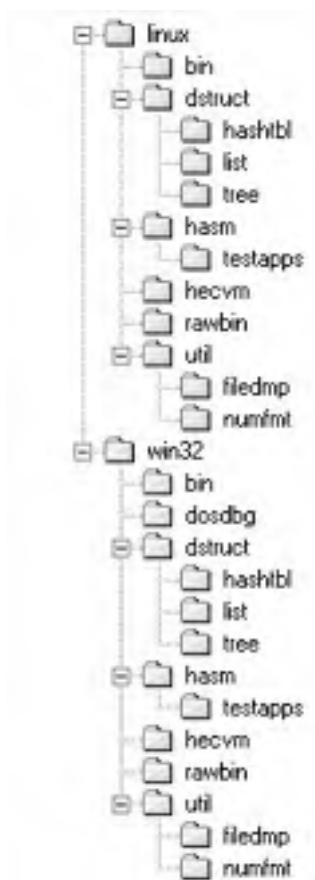 linux
bin
dstruct
hashtbl
list
tree
hasm
testapps
hecvm
rawbin
util
filedmp
numfmt
win32
bin
dosdbg
dstruct
hashtbl
list
tree
hasm
testapps
hecvm
rawbin
util
filedmp
numfmt